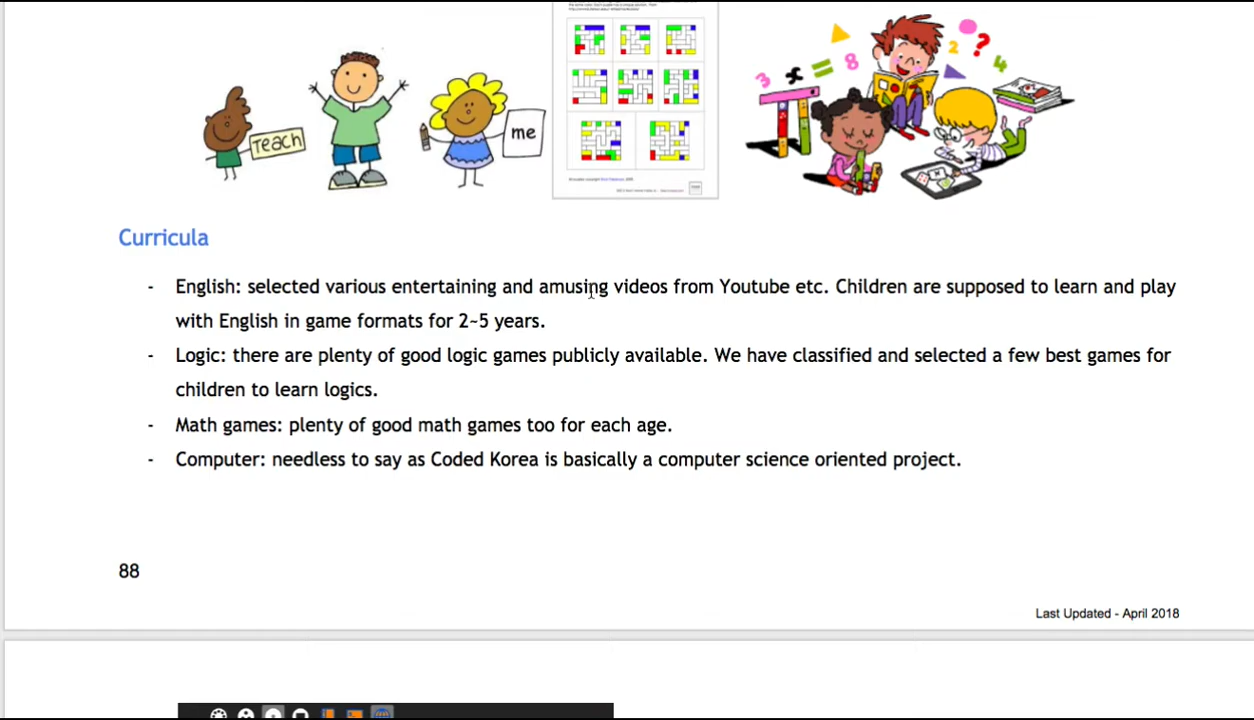 Teach
me
3 x = 8 2 ? 4
Curricula
- English: selected various entertaining and amusing videos from Youtube etc. Children are supposed to learn and play
with English in game formats for 2~5 years.
- Logic: there are plenty of good logic games publicly available. We have classified and selected a few best games for
children to learn logics.
- Math games: plenty of good math games too for each age.
- Computer: needless to say as Coded Korea is basically a computer science oriented project.
88
Last Updated - April 2018